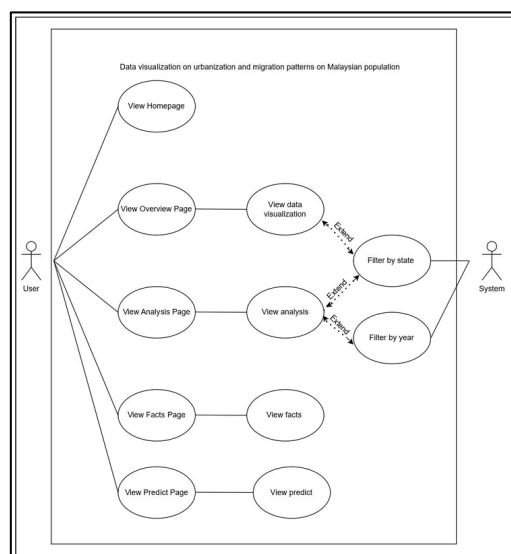 Data visualization on urbanization and migration patterns on Malaysian population
View Homepage
View Overview Page
View data
visualization
Extend
Filter by state
User
System
Extend
View Analysis Page
View analysis
Extend
Filter by year
View Facts Page
View facts
View Predict Page
View predict